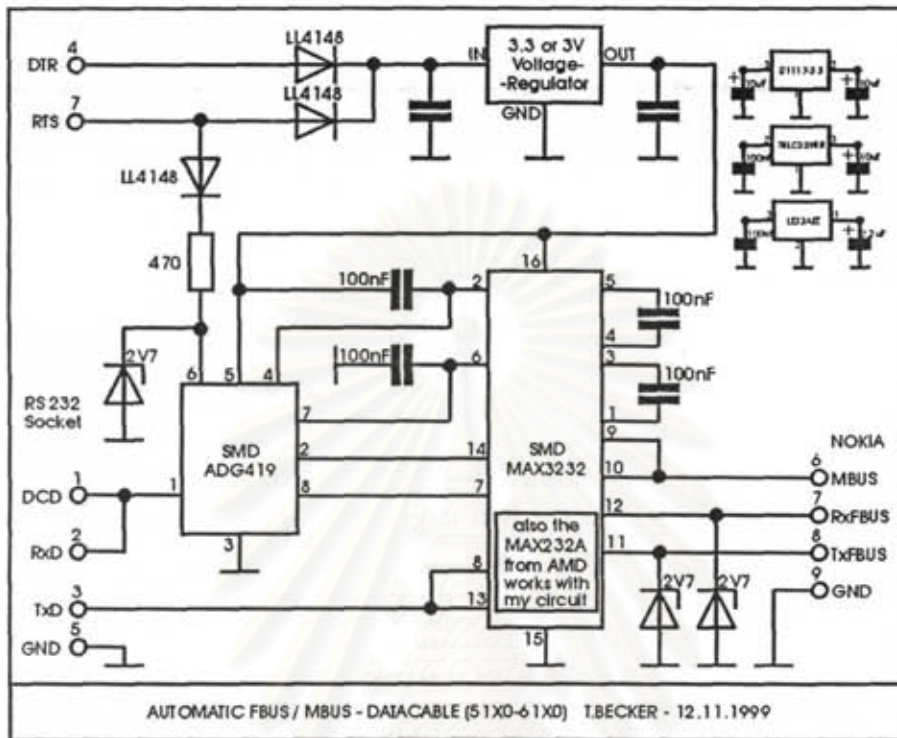 4
DTR
LL4148
IN
3.3 or 3V
Voltage-
-Regulator
OUT
GND
7
RTS
LL4148
LL4148
470
2V7
RS232
Socket
6
5
4
7
2
8
1
3
SMD
ADG419
100nF
100nF
16
2
6
14
7
8
13
15
SMD
MAX3232
also the
MAX232A
from AMD
works with
my circuit
5
4
3
1
9
10
12
11
100nF
100nF
2V7
2V7
DCD
1
2
RxD
3
TxD
5
GND
NOKIA
6
MBUS
7
RxFBUS
8
TxFBUS
9
GND
AUTOMATIC FBUS / MBUS - DATACABLE (51X0-61X0) T.BECKER - 12.11.1999